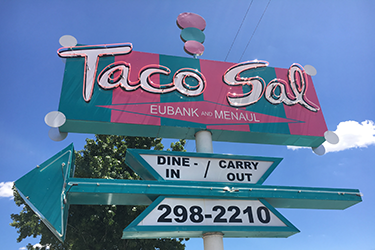 Taco Sal
EUBANK AND MENAUL
DINE - / CARRY
IN OUT
298-2210